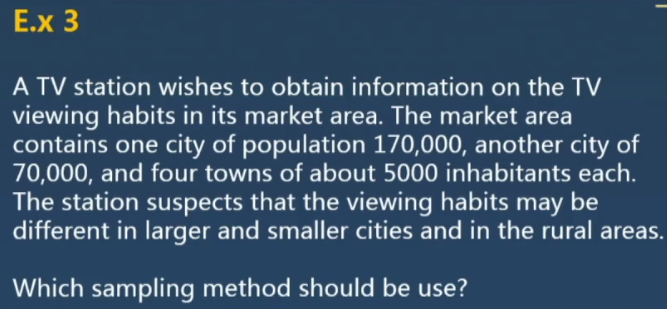 E.x 3
A TV station wishes to obtain information on the TV
viewing habits in its market area. The market area
contains one city of population 170,000, another city of
70,000, and four towns of about 5000 inhabitants each.
The station suspects that the viewing habits may be
different in larger and smaller cities and in the rural areas.
Which sampling method should be use?